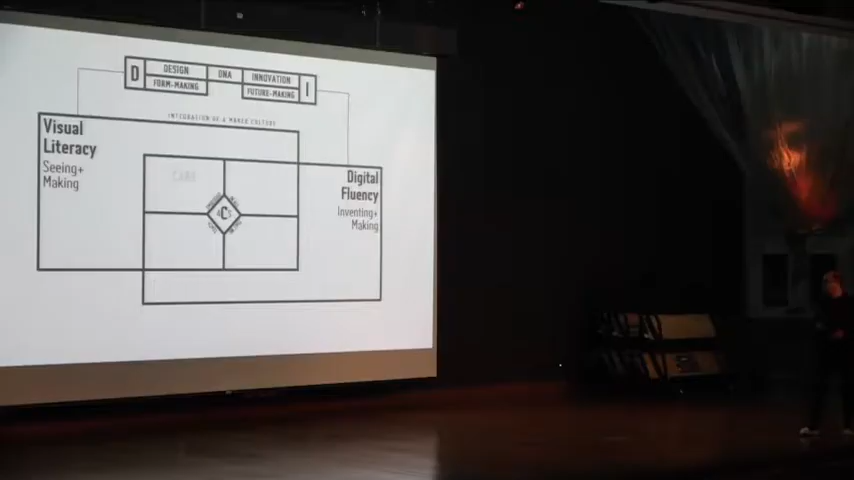 D
DESIGN
FORM-MAKING
DNA
INNOVATION
FUTURE-MAKING
I
INTEGRATION OF A MAKER CULTURE
Visual
Literacy
Seeing+
Making
Digital
Fluency
Inventing+
Making